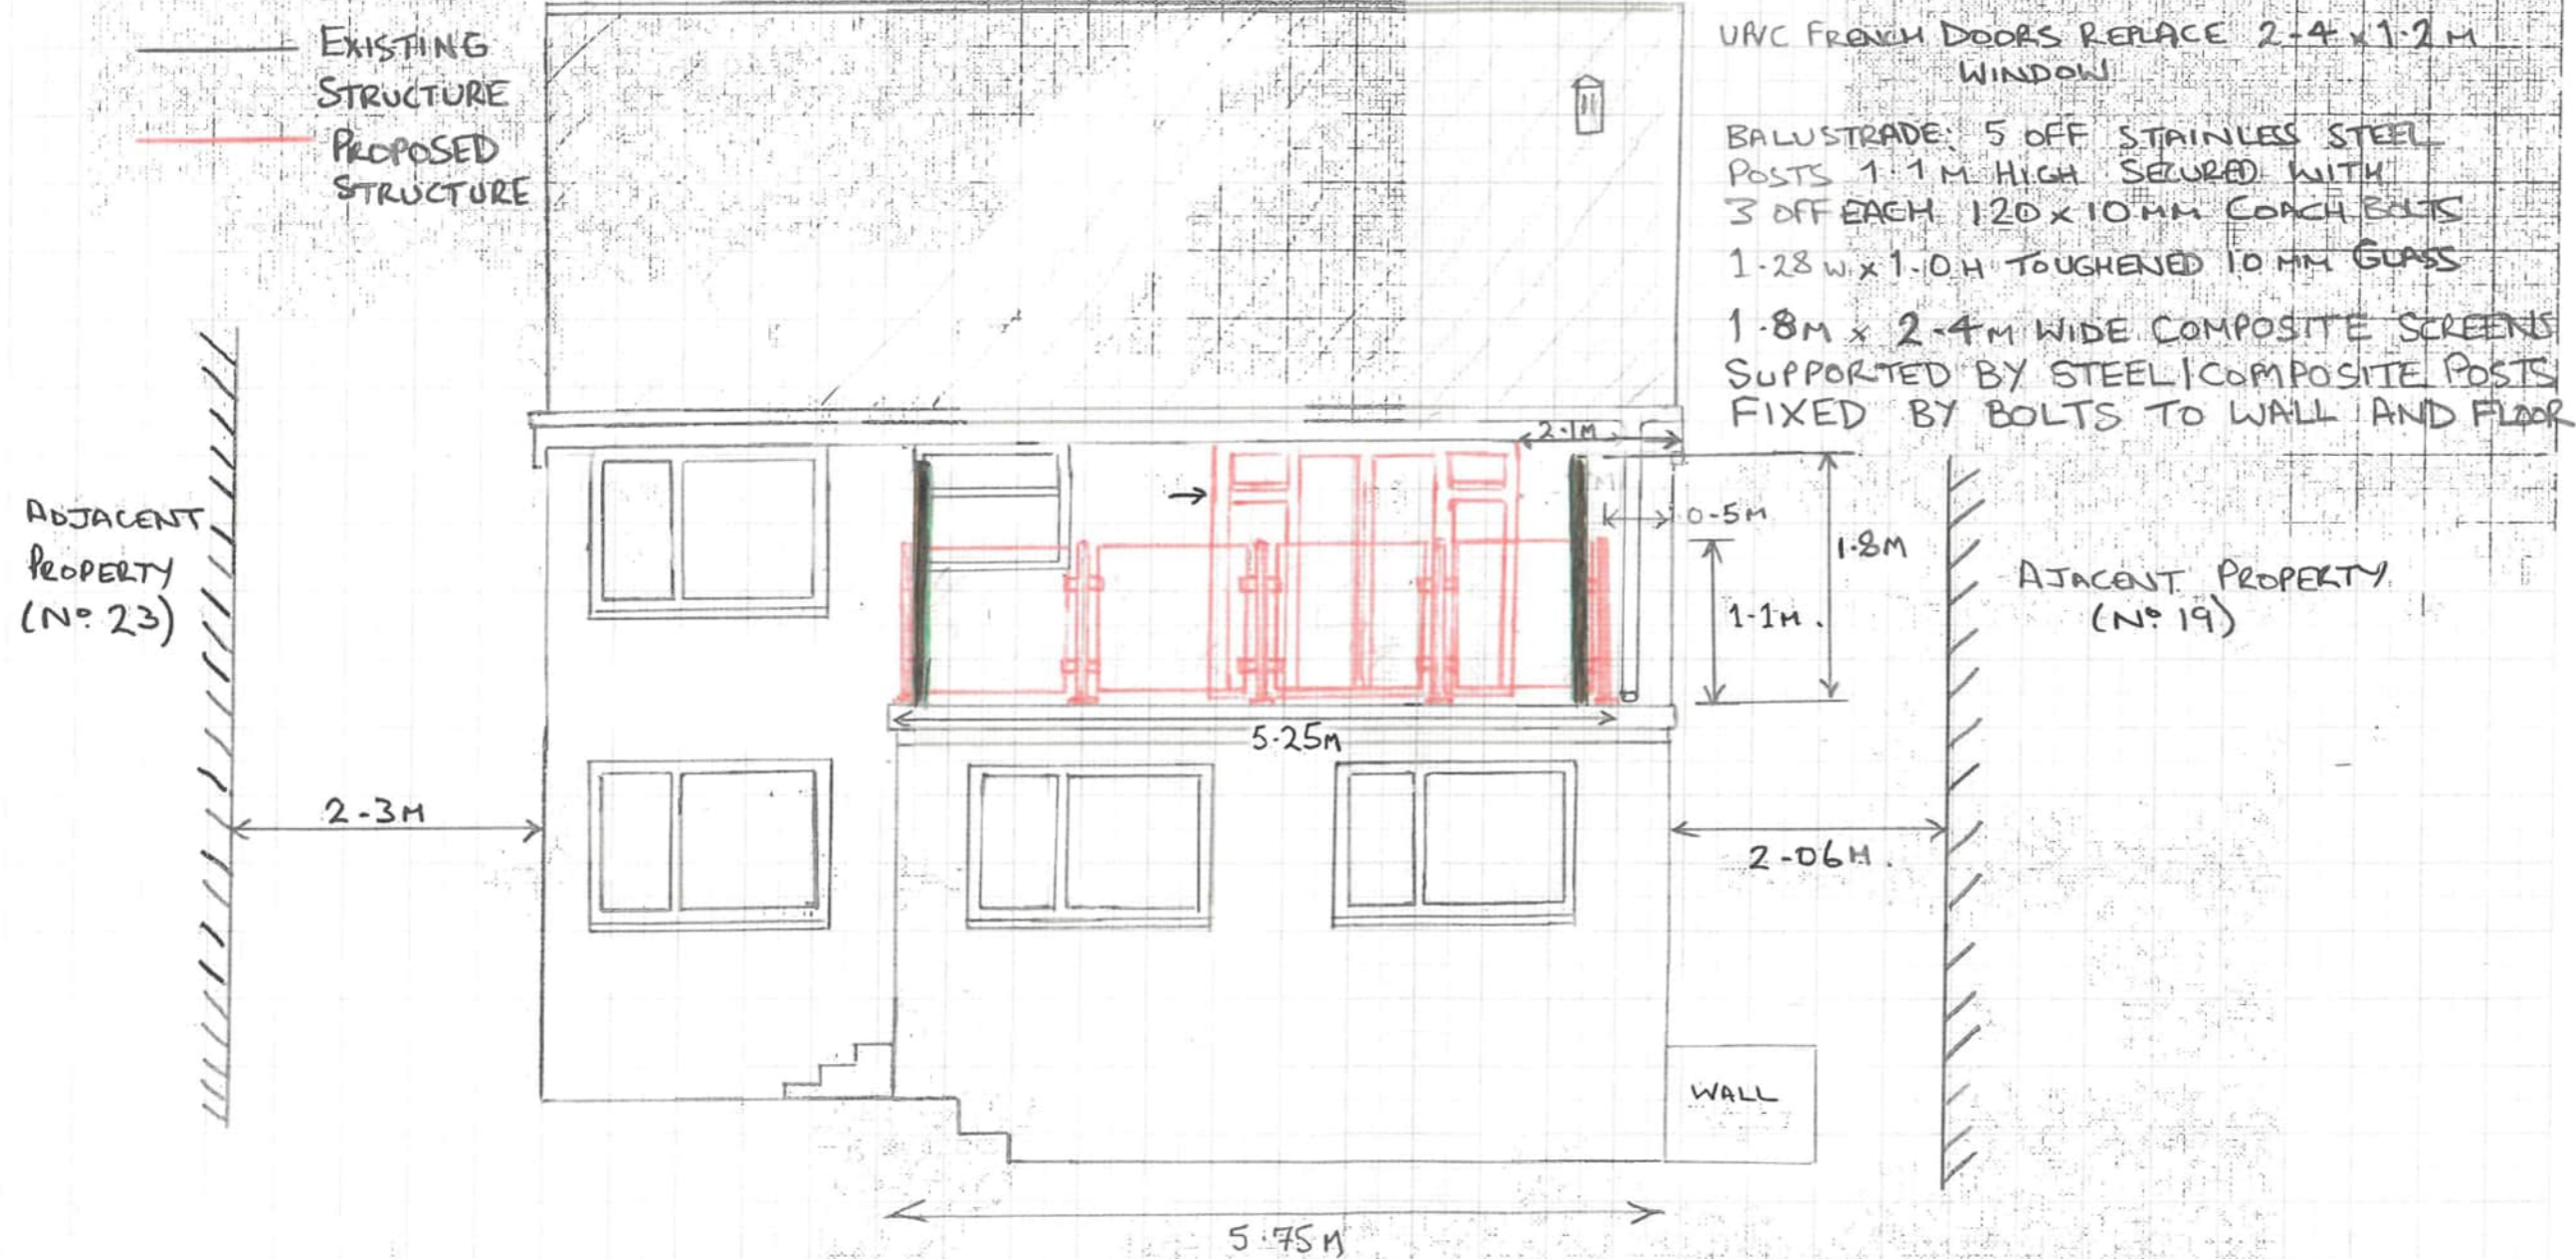 EXISTING
STRUCTURE
PROPOSED
STRUCTURE
UPVC FRENCH DOORS REPLACE 2-4 x 1.2 M
WINDOW
BALUSTRADE: 5 OFF STAINLESS STEEL
POSTS 1.1 M HIGH SECURED WITH
3 OFF EACH 120 x 10 MM COACH BOLTS
1.28 W x 1.0 H TOUGHENED 10 MM GLASS
1.8M x 2-4M WIDE COMPOSITE SCREENS
SUPPORTED BY STEEL/COMPOSITE POSTS
FIXED BY BOLTS TO WALL AND FLOOR
2.1M
ADJACENT
PROPERTY
(No. 23)
0-5M
1.8M
1.1M.
AJACENT PROPERTY
(No 19)
5.25M
2-3M
2-06M.
WALL
5.75M